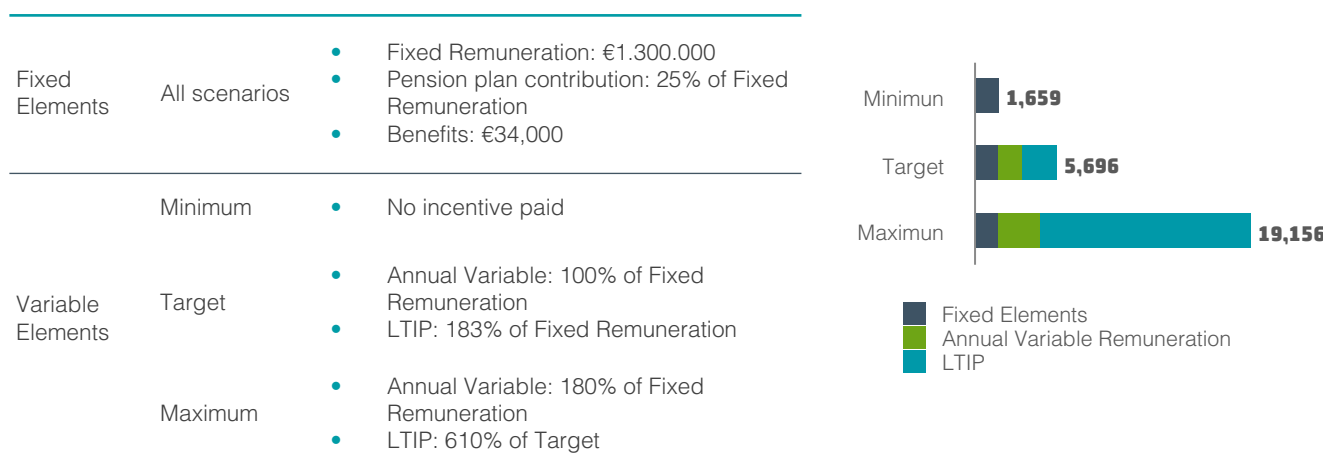 Fixed
Elements
All scenarios
• Fixed Remuneration: €1.300.000
• Pension plan contribution: 25% of Fixed
Remuneration
• Benefits: €34,000
Variable
Elements
Minimum
• No incentive paid
Target
• Annual Variable: 100% of Fixed
Remuneration
• LTIP: 183% of Fixed Remuneration
Maximum
• Annual Variable: 180% of Fixed
Remuneration
• LTIP: 610% of Target
Minimun 1,659
Target 5,696
Maximun 19,156
Fixed Elements
Annual Variable Remuneration
LTIP